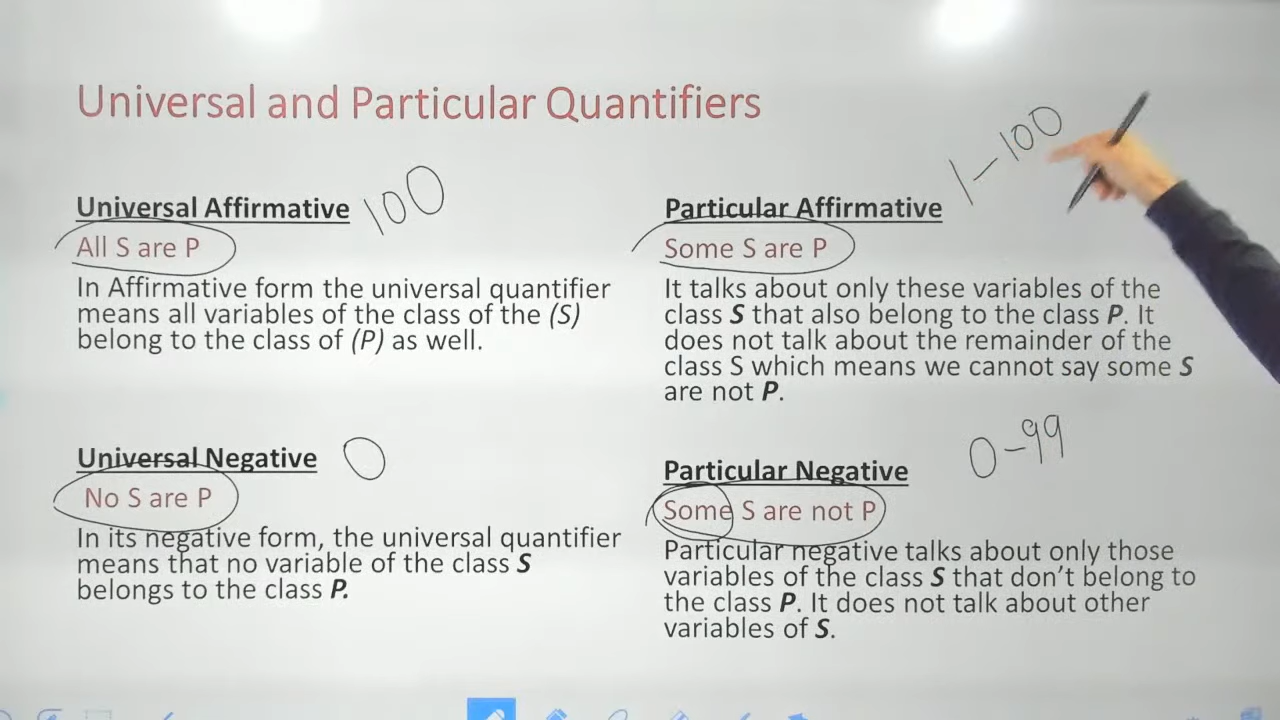 Universal and Particular Quantifiers
Universal Affirmative 100
All S are P
In Affirmative form the universal quantifier
means all variables of the class of the (S)
belong to the class of (P) as well.
Universal Negative 0
No S are P
In its negative form, the universal quantifier
means that no variable of the class S
belongs to the class P.
Particular Affirmative 1-100
Some S are P
It talks about only these variables of the
class S that also belong to the class P. It
does not talk about the remainder of the
class S which means we cannot say some S
are not P.
Particular Negative 0-99
Some S are not P
Particular negative talks about only those
variables of the class S that don't belong to
the class P. It does not talk about other
variables of S.